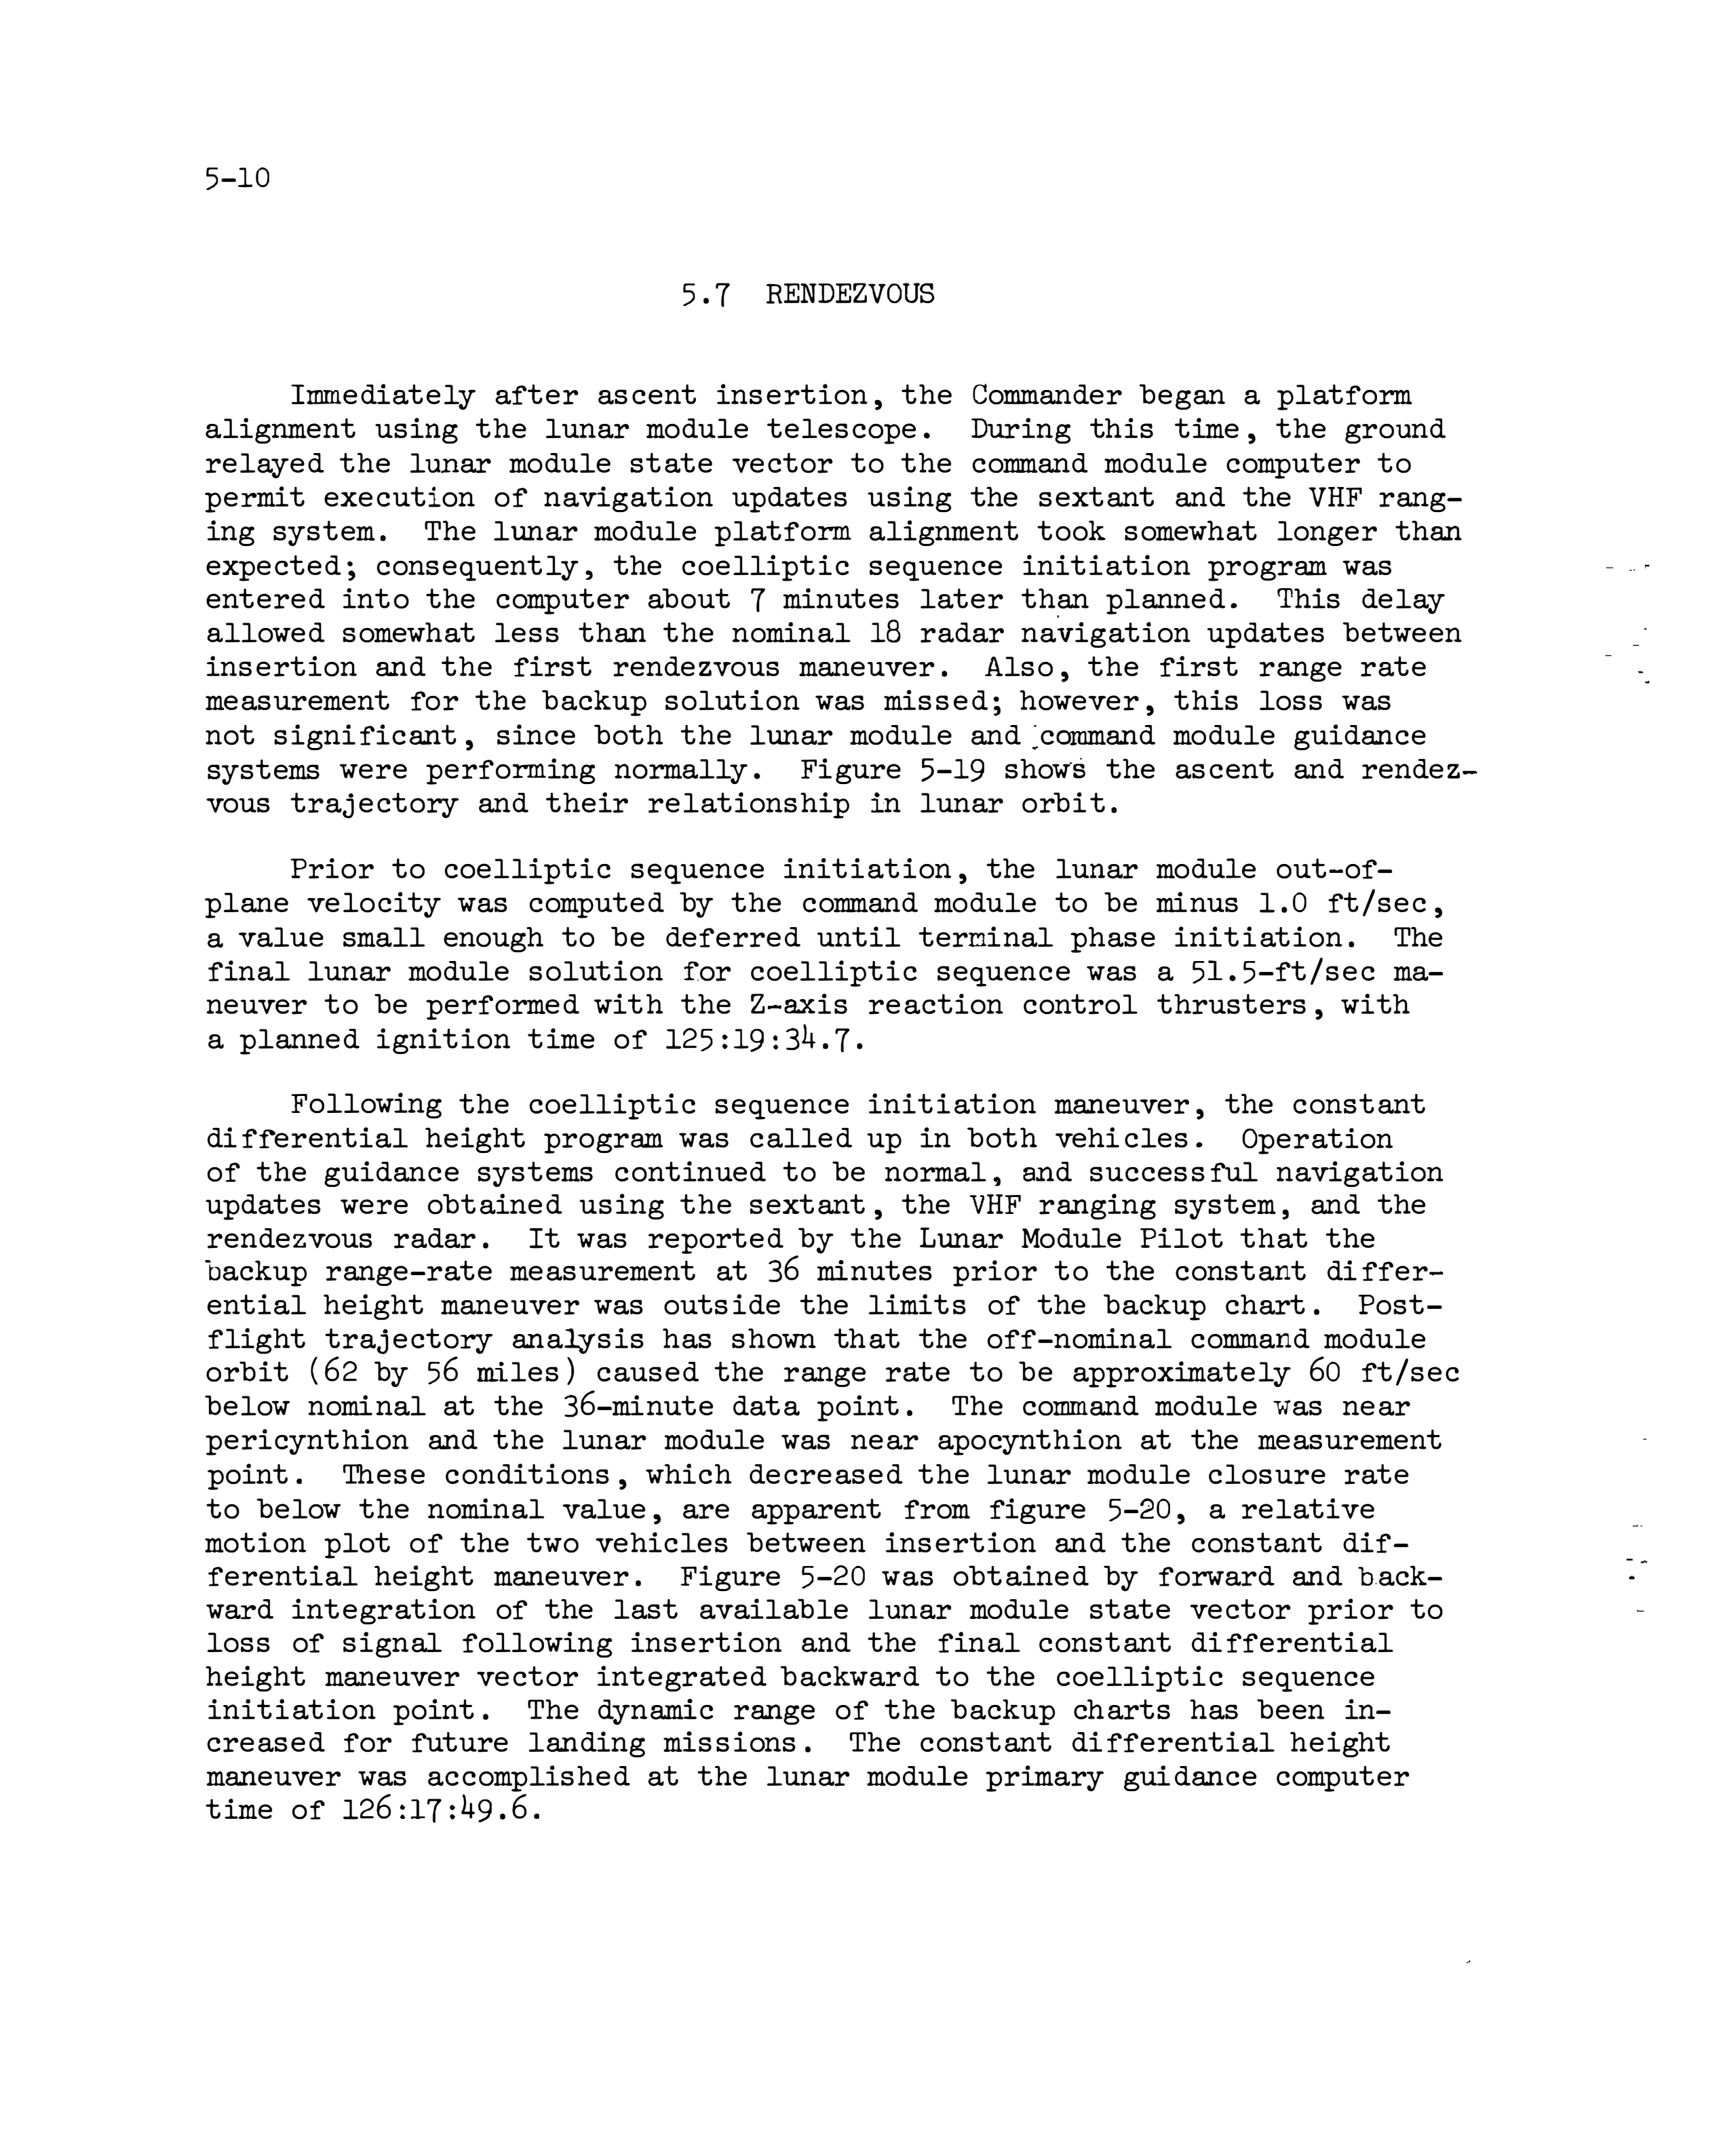 5-10
5.7 RENDEZVOUS
Immediately after ascent insertion, the Commander began a platform
alignment using the lunar module telescope. During this time, the ground
relayed the lunar module state vector to the command module computer to
permit execution of navigation updates using the sextant and the VHF rang-
ing system. The lunar module platform alignment took somewhat longer than
expected; consequently, the coelliptic sequence initiation program was
entered into the computer about 7 minutes later than planned. This delay
allowed somewhat less than the nominal 18 radar navigation updates between
insertion and the first rendezvous maneuver. Also, the first range rate
measurement for the backup solution was missed; however, this loss was
not significant, since both the lunar module and command module guidance
systems were performing normally. Figure 5-19 shows the ascent and rendez-
vous trajectory and their relationship in lunar orbit.
Prior to coelliptic sequence initiation, the lunar module out-of-
plane velocity was computed by the command module to be minus 1.0 ft/sec,
a value small enough to be deferred until terminal phase initiation. The
final lunar module solution for coelliptic sequence was a 51.5-ft/sec ma-
neuver to be performed with the Z-axis reaction control thrusters, with
a planned ignition time of 125:19:34.7.
Following the coelliptic sequence initiation maneuver, the constant
differential height program was called up in both vehicles. Operation
of the guidance systems continued to be normal, and successful navigation
updates were obtained using the sextant, the VHF ranging system, and the
rendezvous radar. It was reported by the Lunar Module Pilot that the
backup range-rate measurement at 36 minutes prior to the constant differ-
ential height maneuver was outside the limits of the backup chart. Post-
flight trajectory analysis has shown that the off-nominal command module
orbit (62 by 56 miles) caused the range rate to be approximately 60 ft/sec
below nominal at the 36-minute data point. The command module was near
pericynthion and the lunar module was near apocynthion at the measurement
point. These conditions, which decreased the lunar module closure rate
to below the nominal value, are apparent from figure 5-20, a relative
motion plot of the two vehicles between insertion and the constant dif-
ferential height maneuver. Figure 5-20 was obtained by forward and back-
ward integration of the last available lunar module state vector prior to
loss of signal following insertion and the final constant differential
height maneuver vector integrated backward to the coelliptic sequence
initiation point. The dynamic range of the backup charts has been in-
creased for future landing missions. The constant differential height
maneuver was accomplished at the lunar module primary guidance computer
time of 126:17:49.6.